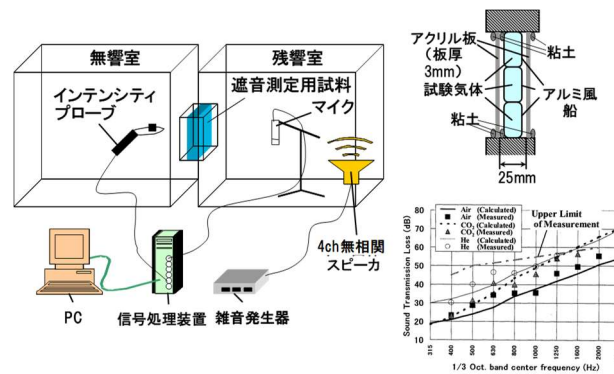 無響室
残響室
インテンシティ
プローブ
遮音測定用試料
マイク
4ch無相関
スピーカ
PC
信号処理装置
雑音発生器
アクリル板
(板厚
3mm)
試験気体
粘土
粘土
アルミ風
船
25mm
Air (Calculated)
Air (Measured)
CO₂ (Calculated)
CO₂ (Measured)
He (Calculated)
He (Measured)
Upper Limit
of Measurement
Sound Transmission Loss (dB)
80
70
60
50
40
30
20
10
315
400
500
630
800
1000
1250
1600
2000
1/3 Oct. band center frequency (Hz)